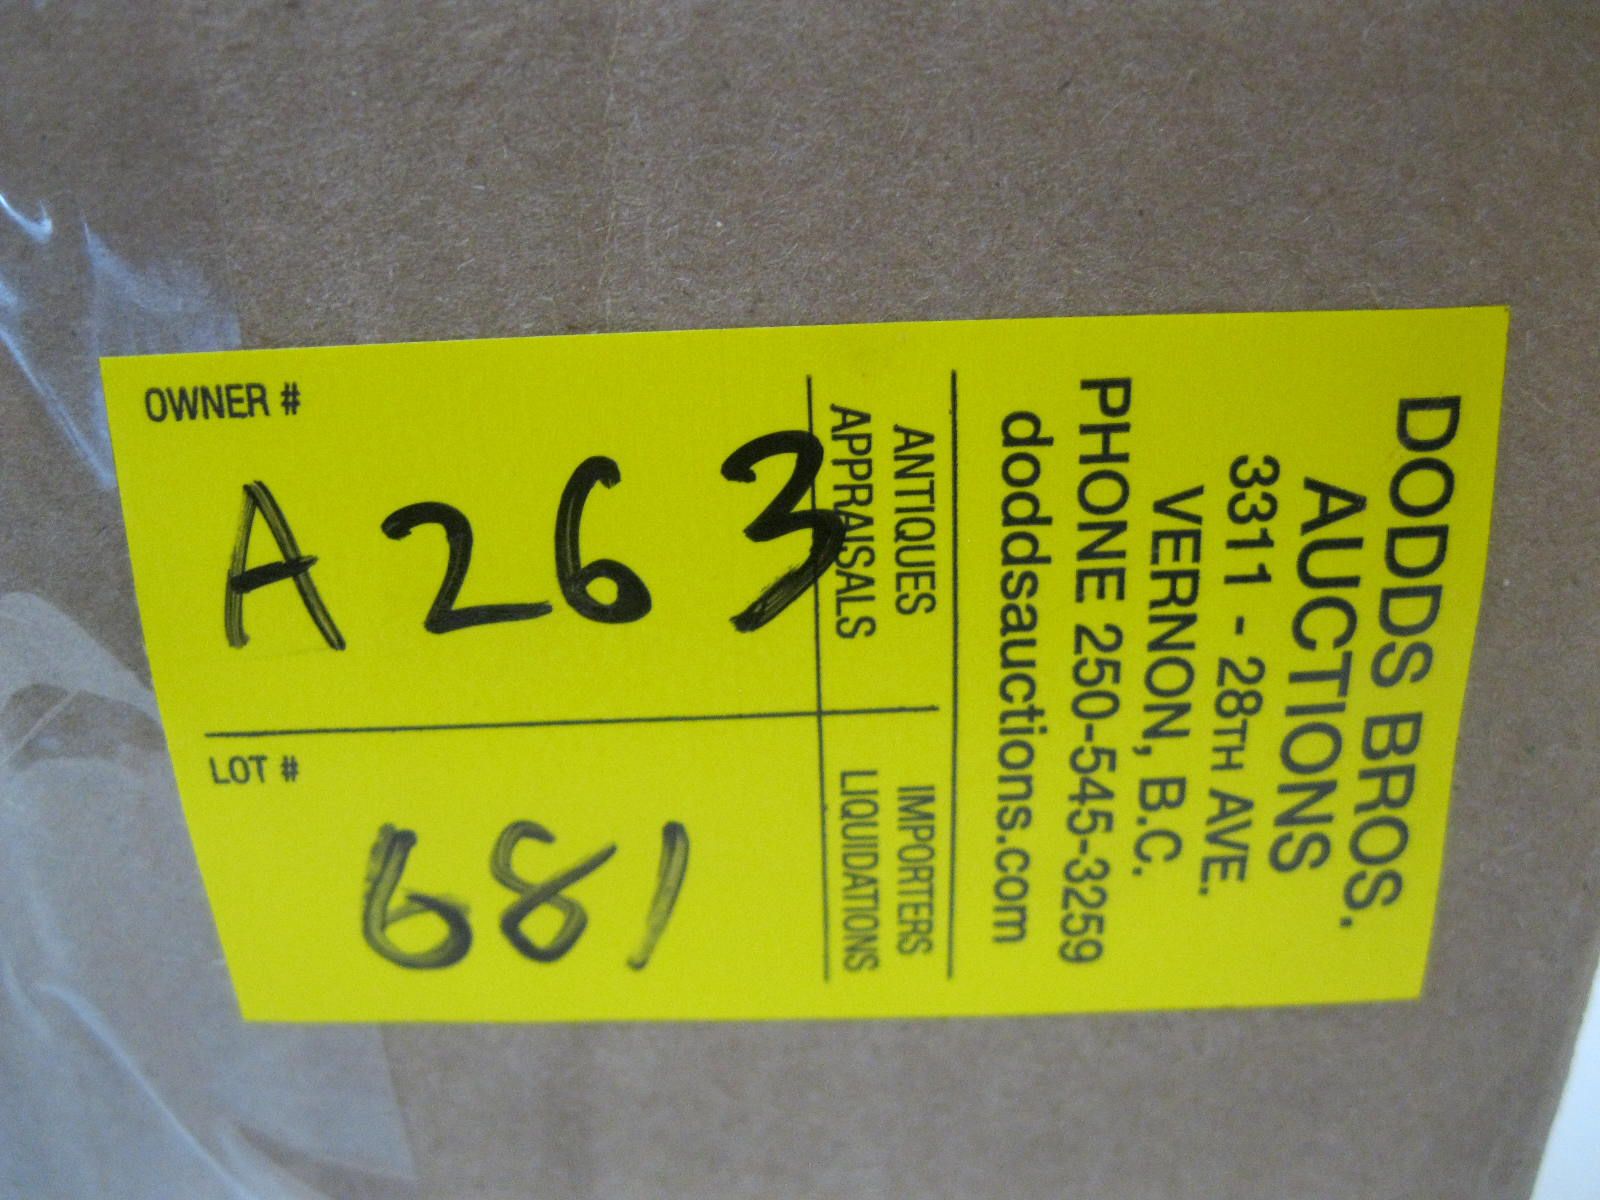 DODDS BROS.
AUCTIONS
3311 - 28TH AVE.
VERNON, B.C.
PHONE 250-545-3259
doddsauctions.com
ANTIQUES
APPRAISALS
IMPORTERS
LIQUIDATIONS
OWNER #
A263
LOT #
681